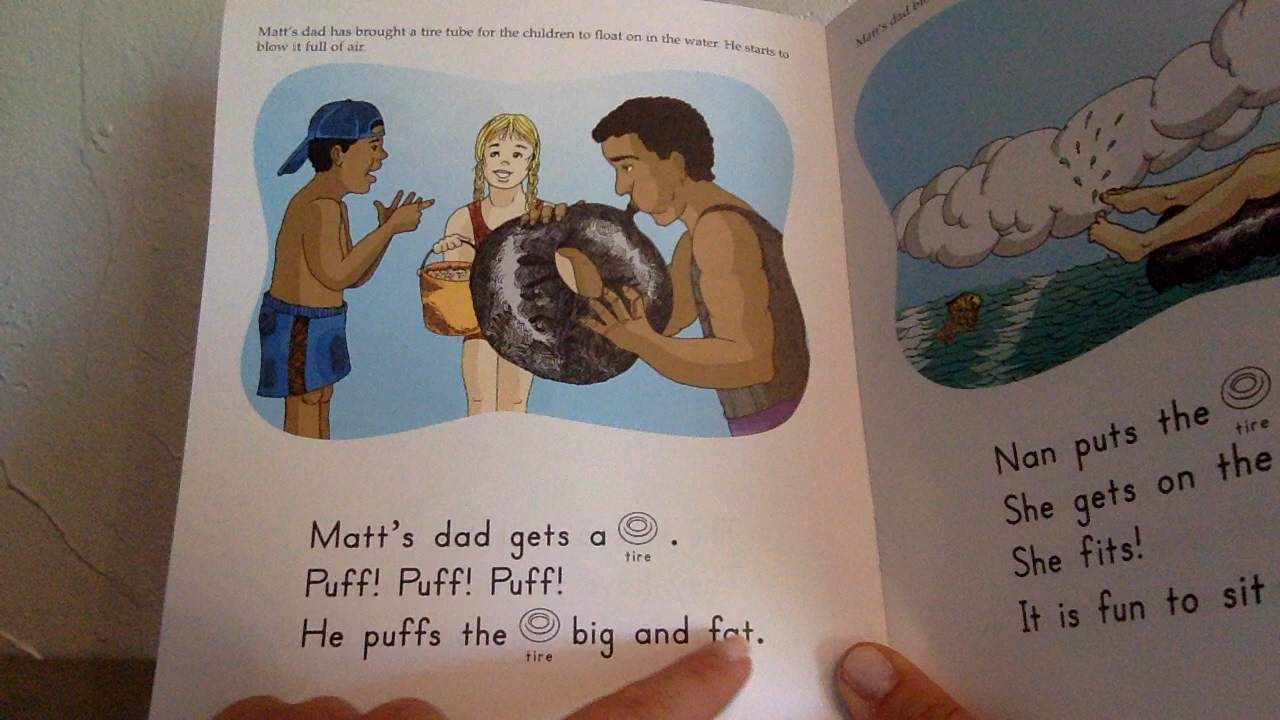 Matt's dad has brought a tire tube for the children to float on in the water. He starts to
blow it full of air.
Matt's dad gets a .
tire
Puff! Puff! Puff!
He puffs the big and fat.
tire
Matt's dad
Nan puts the
tire
She gets on the
She fits!
It is fun to sit